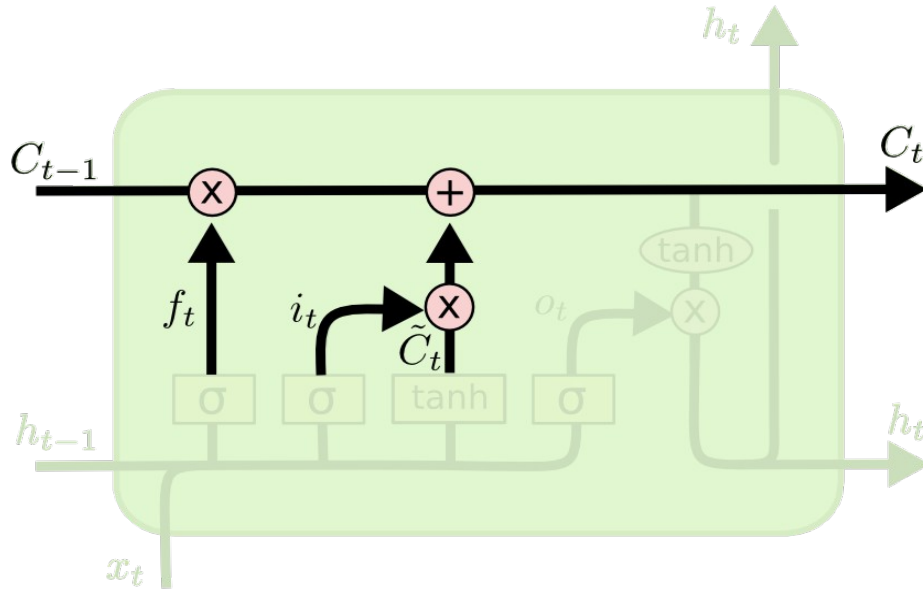 h_t
C_{t-1}
C_t
x
+
tanh
f_t
i_t
x
o_t
x
C̃_t
σ
σ
tanh
σ
h_{t-1}
h_t
x_t